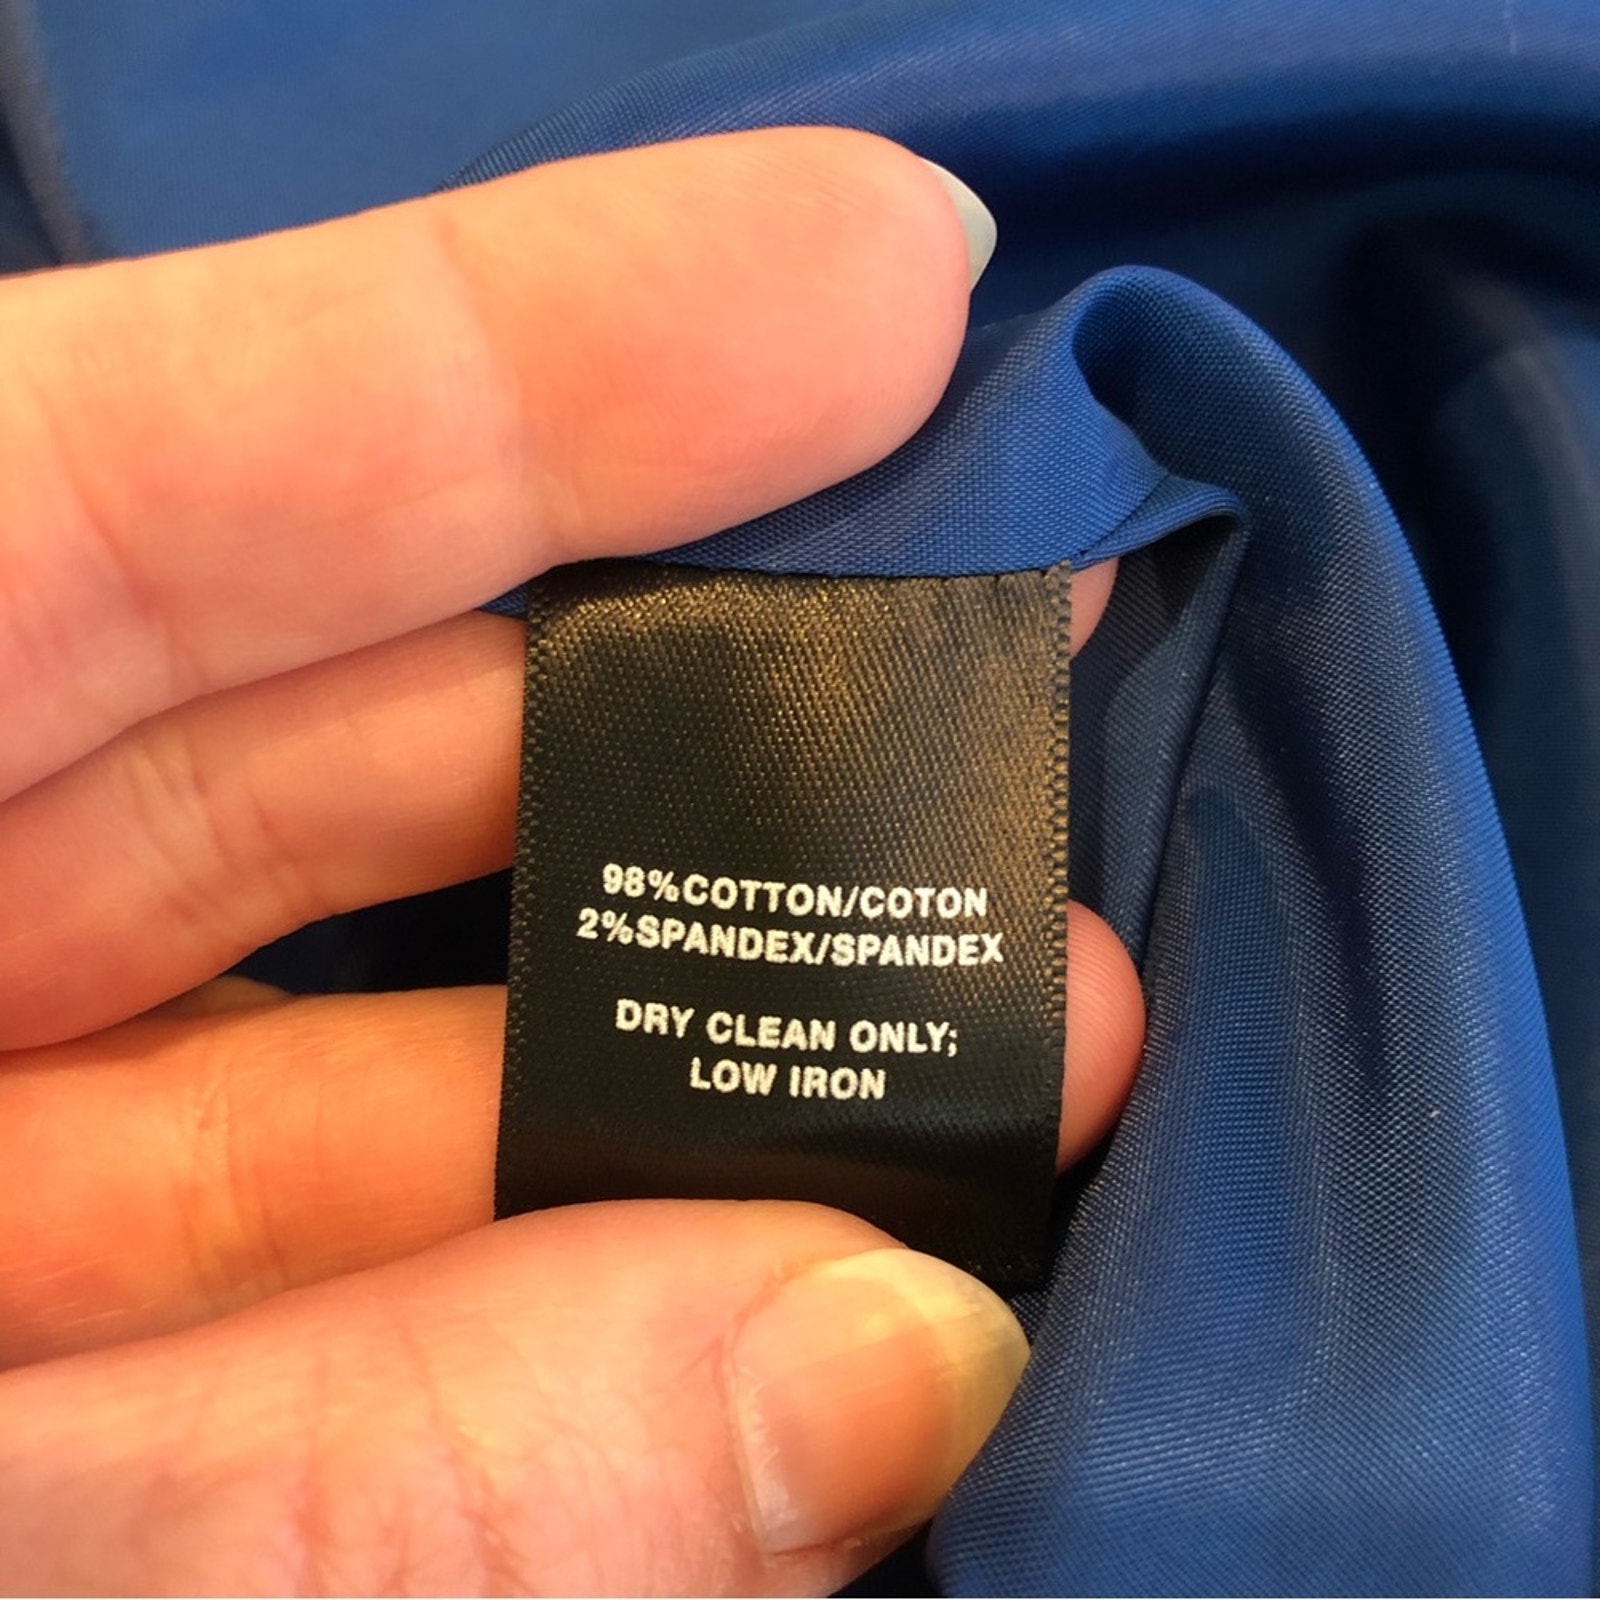 98%COTTON/COTON
2%SPANDEX/SPANDEX
DRY CLEAN ONLY;
LOW IRON